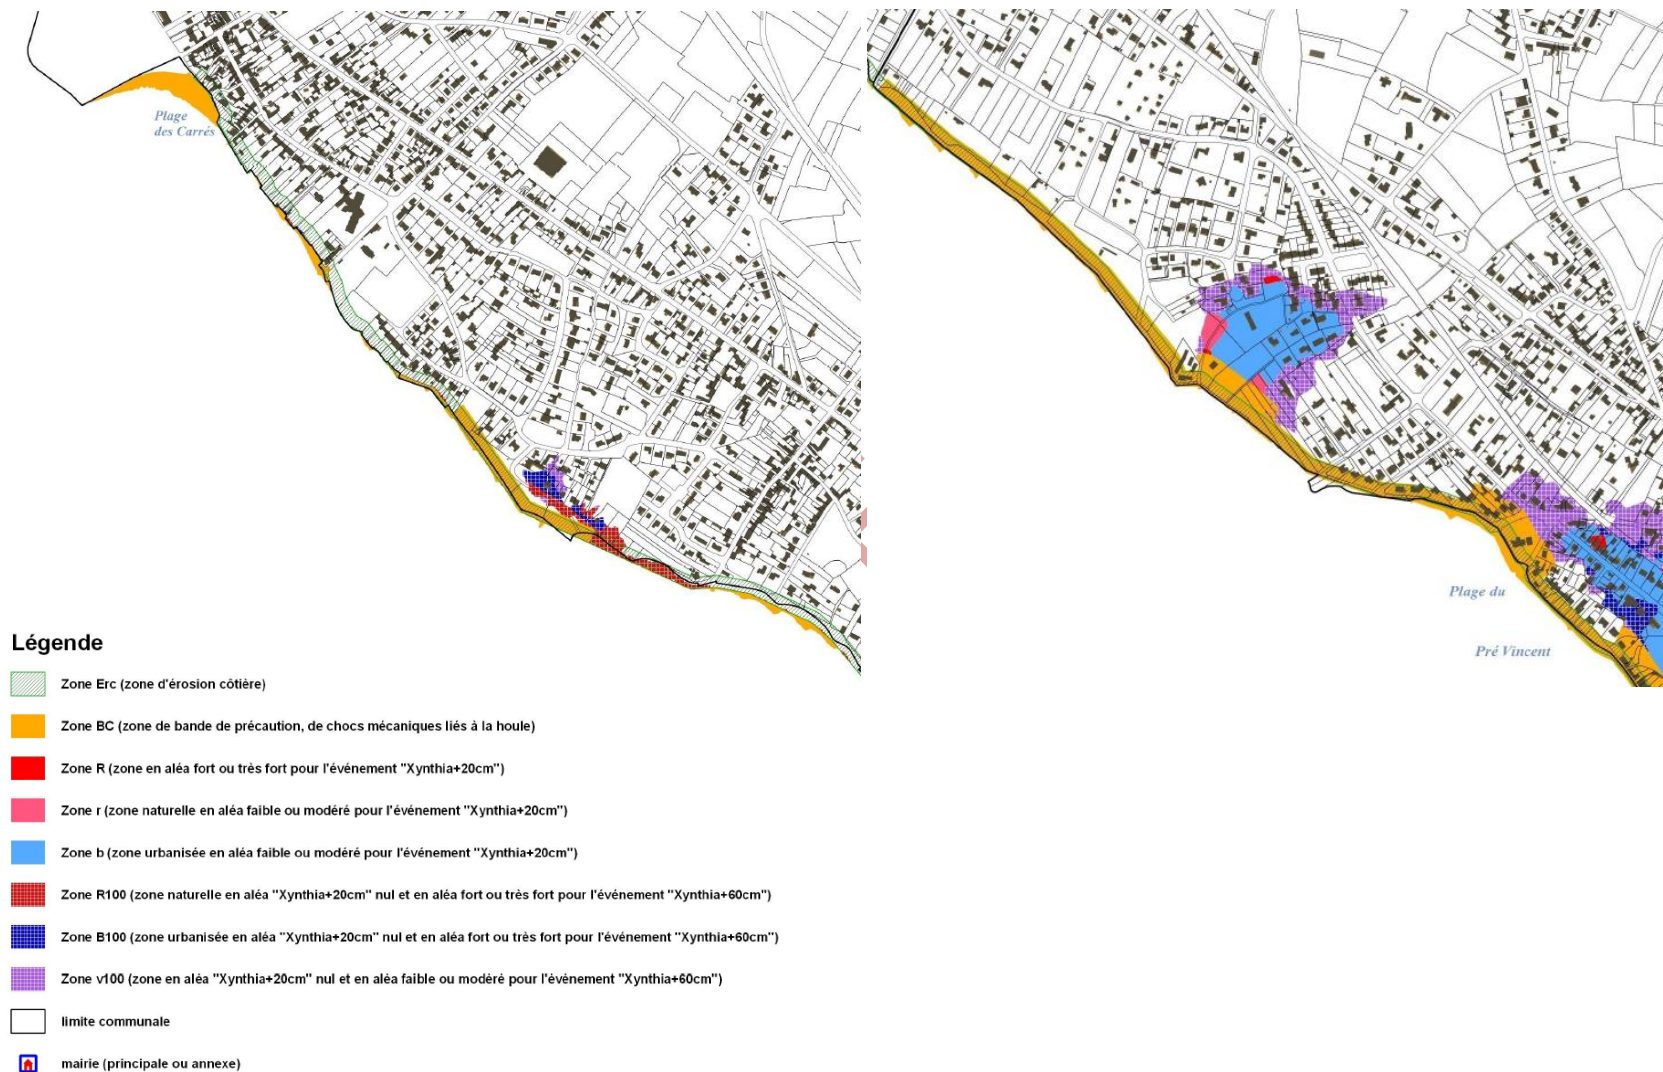 Plage
des Carrés
Plage du
Pré Vincent
Légende
Zone Erc (zone d'érosion côtière)
Zone BC (zone de bande de précaution, de chocs mécaniques liés à la houle)
Zone R (zone en aléa fort ou très fort pour l'événement "Xynthia+20cm")
Zone r (zone naturelle en aléa faible ou modéré pour l'événement "Xynthia+20cm")
Zone b (zone urbanisée en aléa faible ou modéré pour l'événement "Xynthia+20cm")
Zone R100 (zone naturelle en aléa "Xynthia+20cm" nul et en aléa fort ou très fort pour l'événement "Xynthia+60cm")
Zone B100 (zone urbanisée en aléa "Xynthia+20cm" nul et en aléa fort ou très fort pour l'événement "Xynthia+60cm")
Zone v100 (zone en aléa "Xynthia+20cm" nul et en aléa faible ou modéré pour l'événement "Xynthia+60cm")
limite communale
mairie (principale ou annexe)